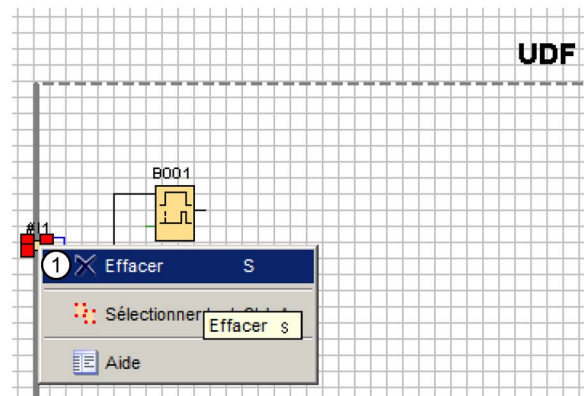 UDF
B001
#I1
1 Effacer S
Sélectionner
Effacer s
Aide